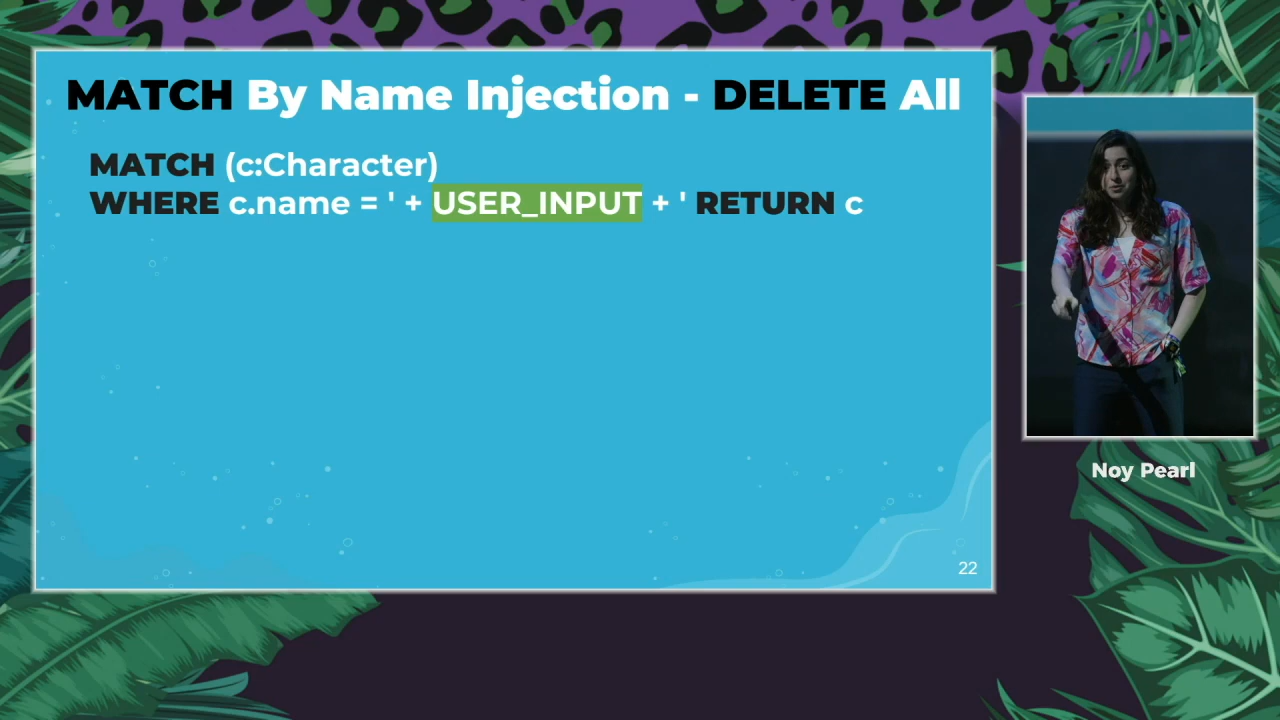 MATCH By Name Injection - DELETE All
MATCH (c:Character)
WHERE c.name = ' + USER_INPUT + ' RETURN c
22
Noy Pearl